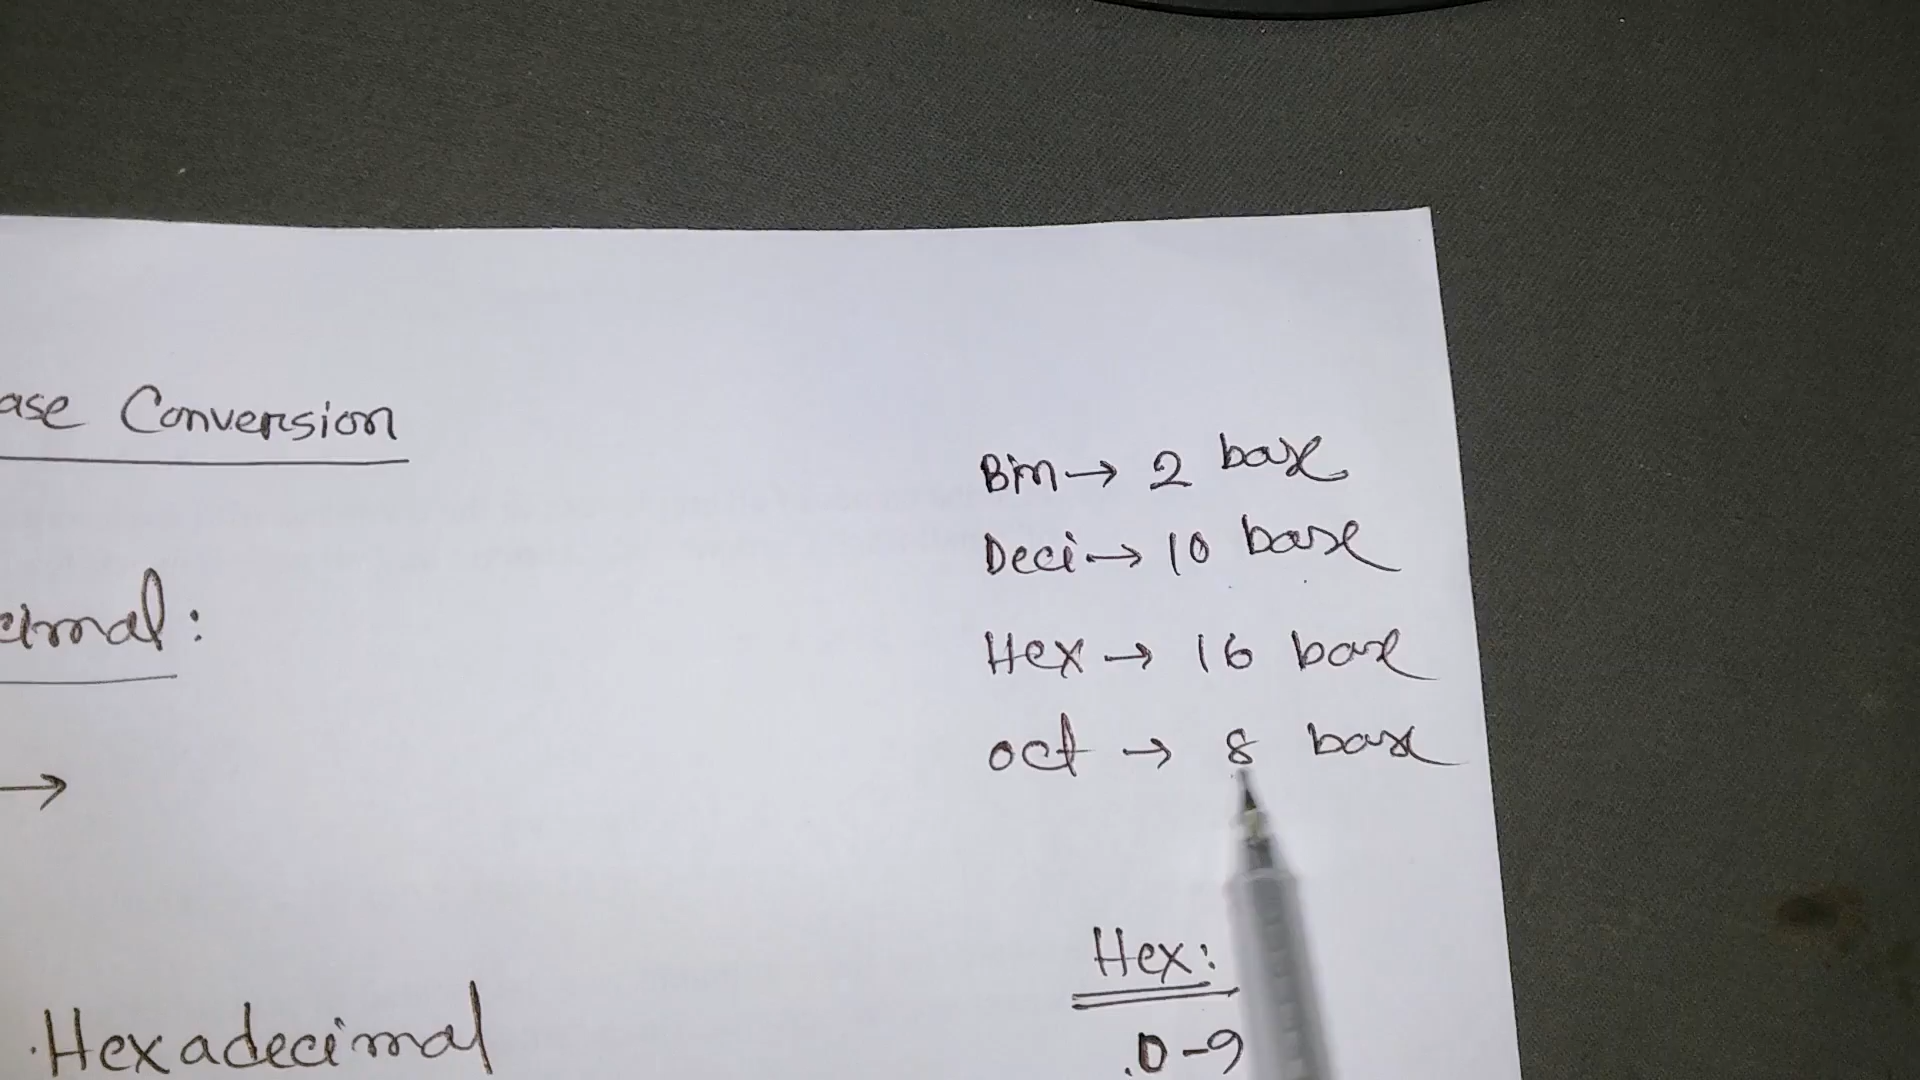 ase Conversion
Bin → 2 base
Deci → 10 base
Hex → 16 base
cimal:
oct → 8 base
→
Hex:
Hexadecimal
0-9